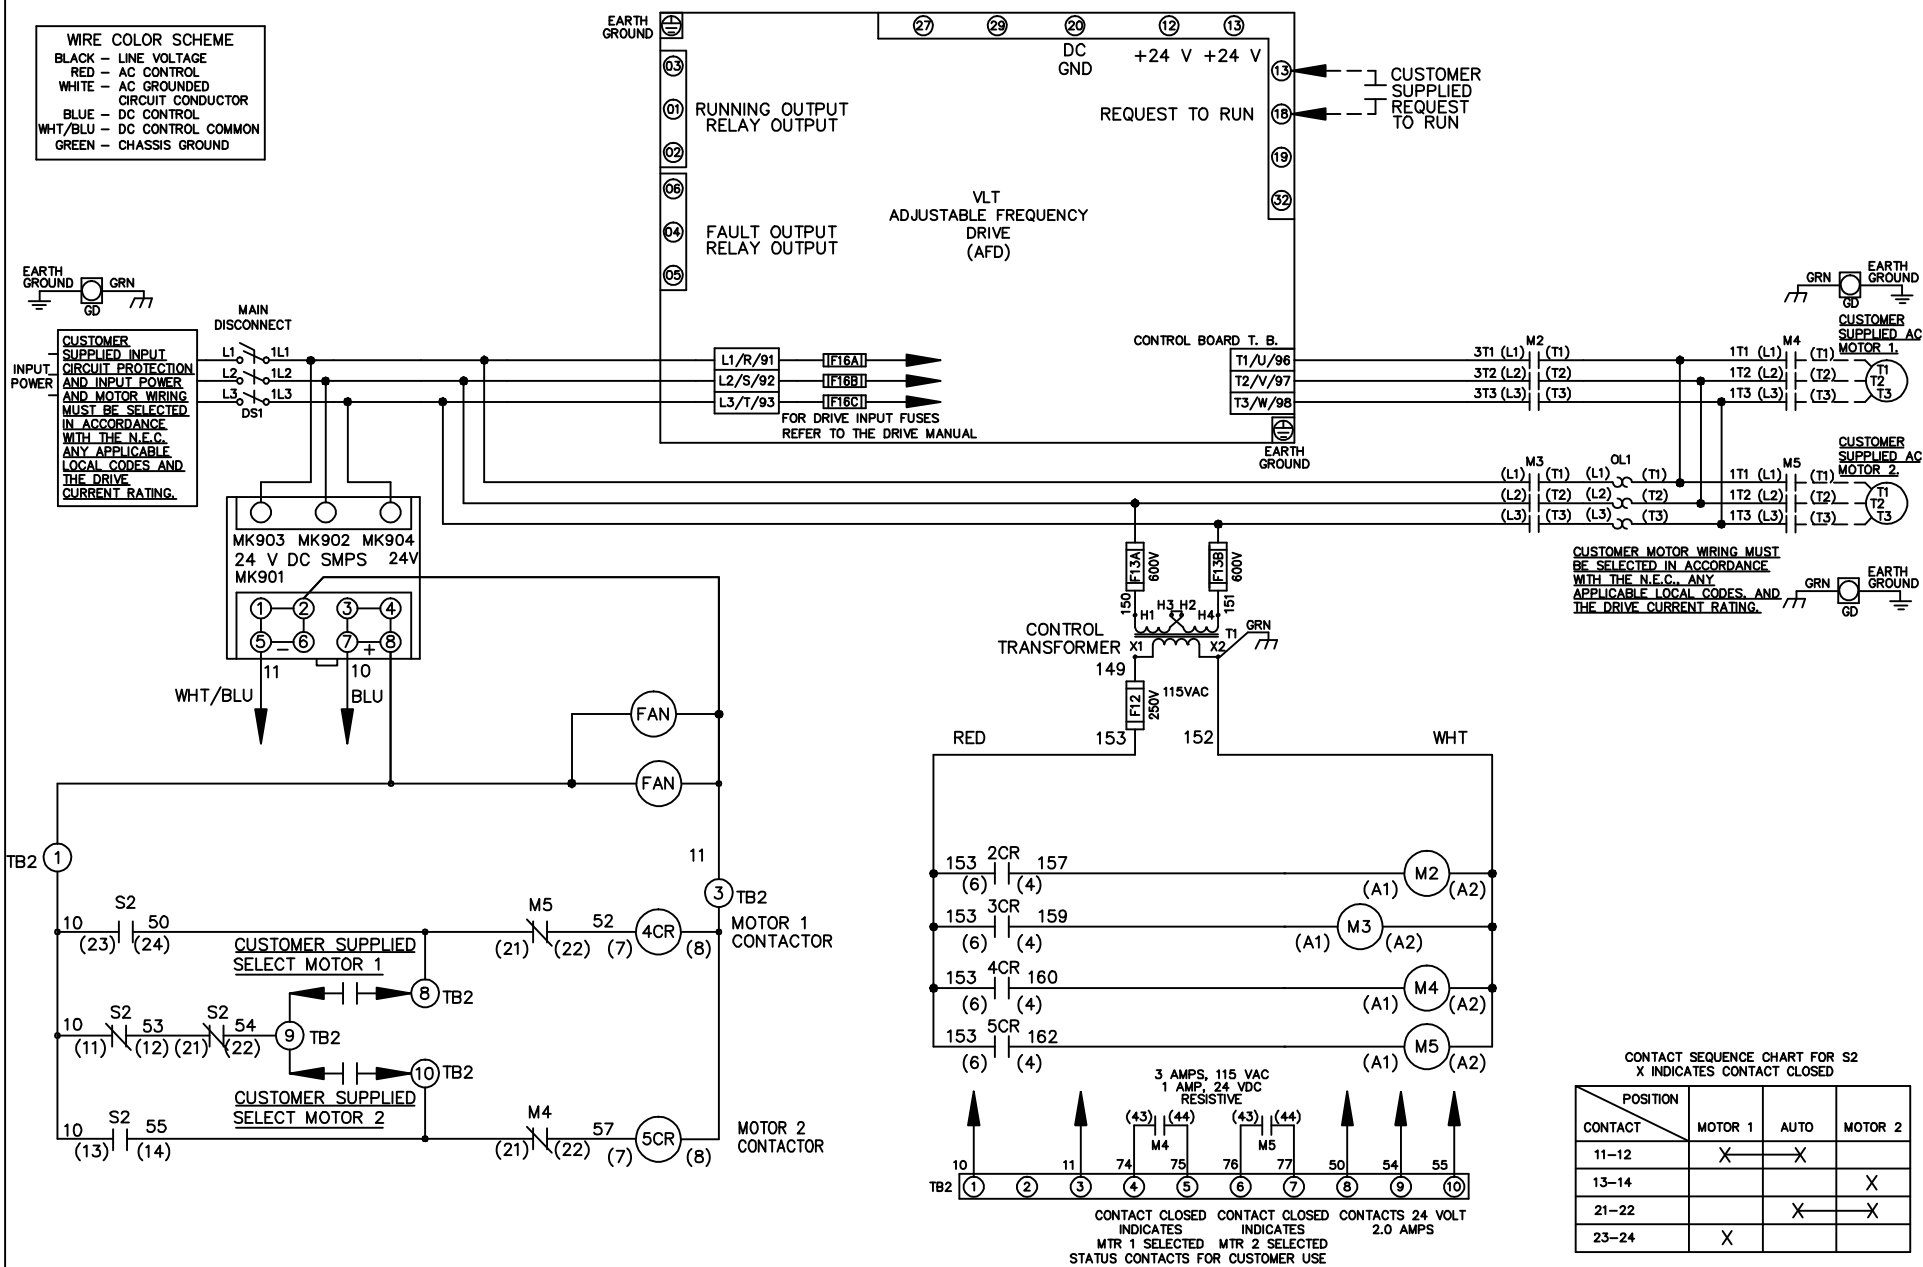 WIRE COLOR SCHEME
BLACK – LINE VOLTAGE
RED – AC CONTROL
WHITE – AC GROUNDED
CIRCUIT CONDUCTOR
BLUE – DC CONTROL
WHT/BLU – DC CONTROL COMMON
GREEN – CHASSIS GROUND
EARTH
GROUND
27 29 20 12 13
DC
GND
+24 V +24 V
03
01
02
RUNNING OUTPUT
RELAY OUTPUT
06
04
05
FAULT OUTPUT
RELAY OUTPUT
VLT
ADJUSTABLE FREQUENCY
DRIVE
(AFD)
REQUEST TO RUN
13
18
19
32
CUSTOMER
SUPPLIED
REQUEST
TO RUN
EARTH
GROUND
GRN
GD
INPUT
POWER
CUSTOMER
SUPPLIED INPUT
CIRCUIT PROTECTION
AND INPUT POWER
AND MOTOR WIRING
MUST BE SELECTED
IN ACCORDANCE
WITH THE N.E.C.
ANY APPLICABLE
LOCAL CODES AND
THE DRIVE
CURRENT RATING.
MAIN
DISCONNECT
L1 1L1
L2 1L2
L3 1L3
DS1
L1/R/91 F16A
L2/S/92 F16B
L3/T/93 F16C
FOR DRIVE INPUT FUSES
REFER TO THE DRIVE MANUAL
CONTROL BOARD T. B.
T1/U/96
T2/V/97
T3/W/98
EARTH
GROUND
M2
3T1 (L1) (T1)
3T2 (L2) (T2)
3T3 (L3) (T3)
M4
1T1 (L1) (T1)
1T2 (L2) (T2)
1T3 (L3) (T3)
T1
T2
T3
GRN
GD
EARTH
GROUND
CUSTOMER
SUPPLIED AC
MOTOR 1.
M3 OL1
(L1) (T1) (L1) (T1)
(L2) (T2) (L2) (T2)
(L3) (T3) (L3) (T3)
M5
1T1 (L1) (T1)
1T2 (L2) (T2)
1T3 (L3) (T3)
T1
T2
T3
CUSTOMER
SUPPLIED AC
MOTOR 2.
CUSTOMER MOTOR WIRING MUST
BE SELECTED IN ACCORDANCE
WITH THE N.E.C., ANY
APPLICABLE LOCAL CODES, AND
THE DRIVE CURRENT RATING.
GRN
GD
EARTH
GROUND
MK903 MK902 MK904
24 V DC SMPS 24V
MK901
1 2 3 4
5 – 6 7 + 8
11
WHT/BLU
10
BLU
FAN
FAN
F13A
600V
F13B
600V
150
151
H1 H3 H2 H4
CONTROL
TRANSFORMER
X1 X2
T1
GRN
149
F12
250V
115VAC
153
152
RED
WHT
TB2 1
11
3 TB2
S2
10 50
(23) (24)
M5
(21) (22)
52
(7) 4CR (8)
MOTOR 1
CONTACTOR
CUSTOMER SUPPLIED
SELECT MOTOR 1
8 TB2
S2 S2
10 53 54
(11) (12) (21) (22)
9 TB2
10 TB2
CUSTOMER SUPPLIED
SELECT MOTOR 2
S2
10 55
(13) (14)
M4
(21) (22)
57
(7) 5CR (8)
MOTOR 2
CONTACTOR
2CR
153 157
(6) (4)
(A1) M2 (A2)
3CR
153 159
(6) (4)
(A1) M3 (A2)
4CR
153 160
(6) (4)
(A1) M4 (A2)
5CR
153 162
(6) (4)
(A1) M5 (A2)
3 AMPS, 115 VAC
1 AMP, 24 VDC
RESISTIVE
(43) (44) (43) (44)
M4 M5
10 11 74 75 76 77 50 54 55
TB2 1 2 3 4 5 6 7 8 9 10
CONTACT CLOSED
INDICATES
MTR 1 SELECTED
CONTACT CLOSED
INDICATES
MTR 2 SELECTED
STATUS CONTACTS FOR CUSTOMER USE
CONTACTS 24 VOLT
2.0 AMPS
CONTACT SEQUENCE CHART FOR S2
X INDICATES CONTACT CLOSED
POSITION
CONTACT MOTOR 1 AUTO MOTOR 2
11–12 X X
13–14 X
21–22 X X
23–24 X